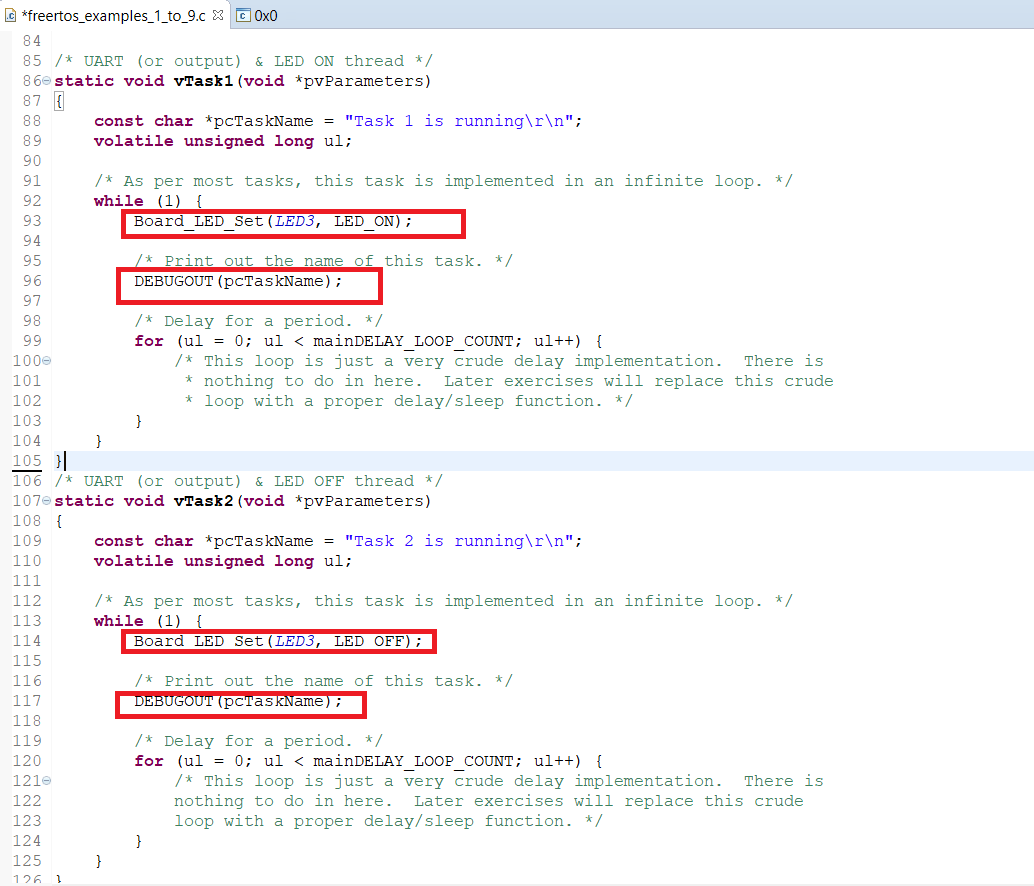 *freertos_examples_1_to_9.c 0x0
84
85 /* UART (or output) & LED ON thread */
86 static void vTask1(void *pvParameters)
87 {
88     const char *pcTaskName = "Task 1 is running\r\n";
89     volatile unsigned long ul;
90
91     /* As per most tasks, this task is implemented in an infinite loop. */
92     while (1) {
93         Board_LED_Set(LED3, LED_ON);
94
95         /* Print out the name of this task. */
96         DEBUGOUT(pcTaskName);
97
98         /* Delay for a period. */
99         for (ul = 0; ul < mainDELAY_LOOP_COUNT; ul++) {
100             /* This loop is just a very crude delay implementation.  There is
101              * nothing to do in here.  Later exercises will replace this crude
102              * loop with a proper delay/sleep function. */
103         }
104     }
105 }
106 /* UART (or output) & LED OFF thread */
107 static void vTask2(void *pvParameters)
108 {
109     const char *pcTaskName = "Task 2 is running\r\n";
110     volatile unsigned long ul;
111
112     /* As per most tasks, this task is implemented in an infinite loop. */
113     while (1) {
114         Board_LED_Set(LED3, LED_OFF);
115
116         /* Print out the name of this task. */
117         DEBUGOUT(pcTaskName);
118
119         /* Delay for a period. */
120         for (ul = 0; ul < mainDELAY_LOOP_COUNT; ul++) {
121             /* This loop is just a very crude delay implementation.  There is
122             nothing to do in here.  Later exercises will replace this crude
123             loop with a proper delay/sleep function. */
124         }
125     }
126 }